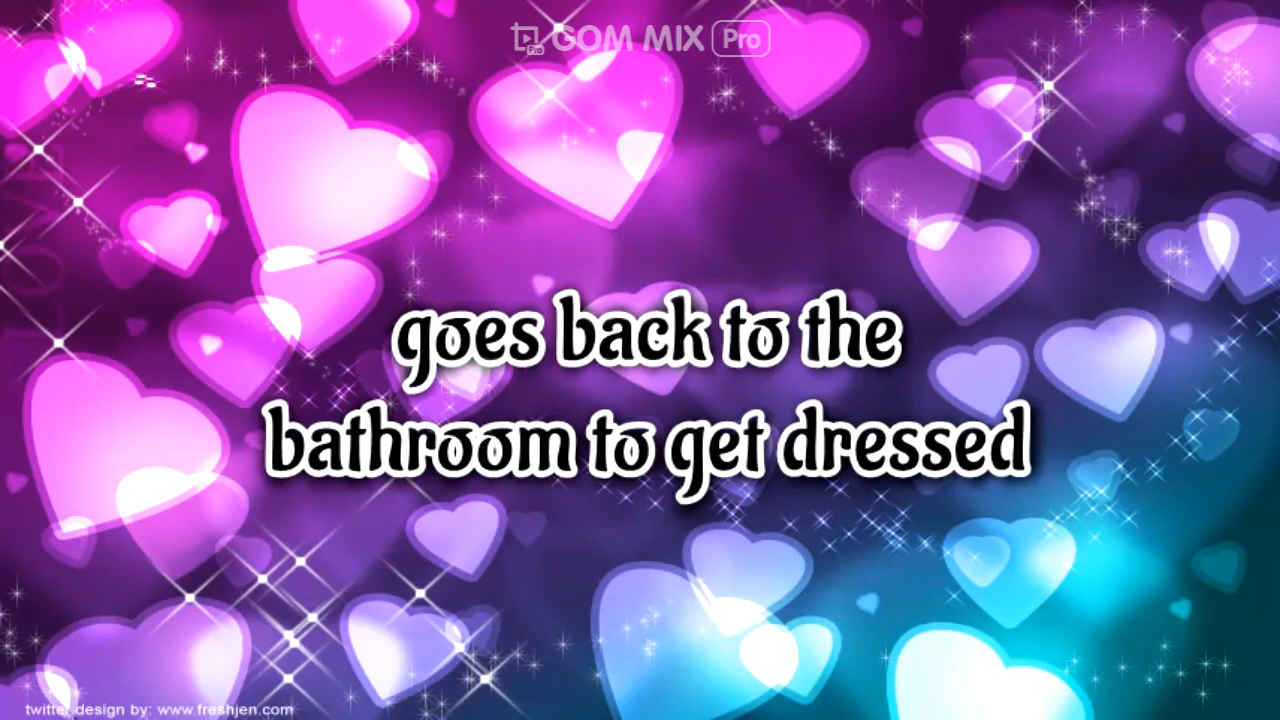 GOM MIX Pro
goes back to the
bathroom to get dressed
twitter design by: www.freshjen.com